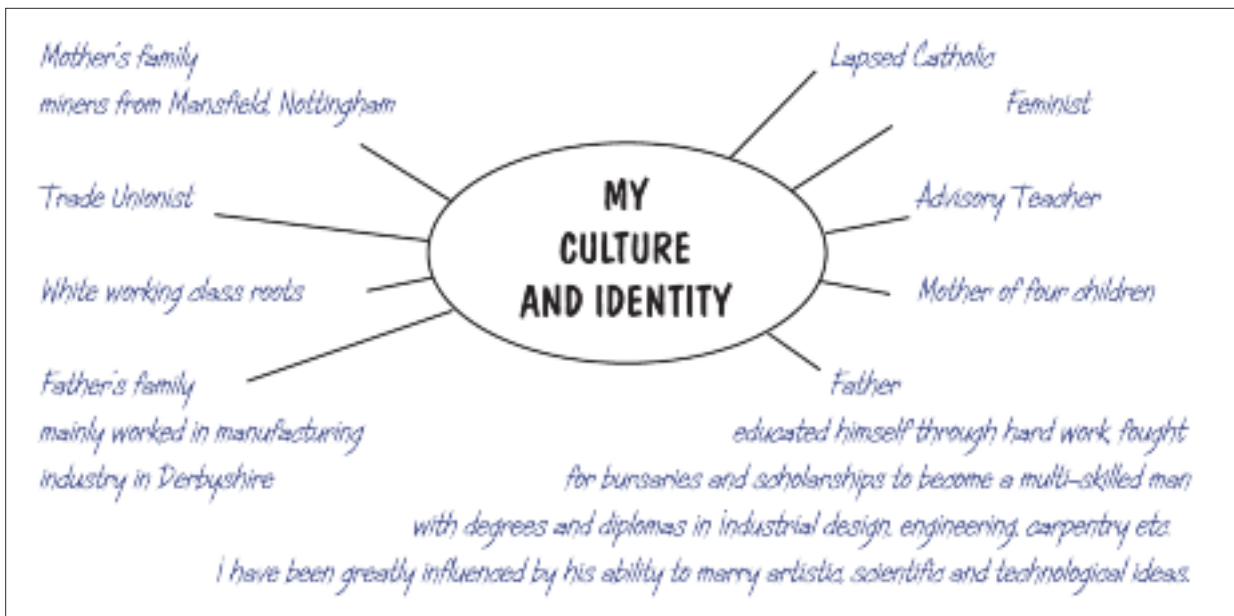 Mother's family
miners from Mansfield, Nottingham
Trade Unionist
White working class roots
Father's family
mainly worked in manufacturing
industry in Derbyshire
MY
CULTURE
AND IDENTITY
Lapsed Catholic
Feminist
Advisory Teacher
Mother of four children
Father
educated himself through hard work, fought
for bursaries and scholarships to become a multi-skilled man
with degrees and diplomas in industrial design, engineering, carpentry etc.
I have been greatly influenced by his ability to marry artistic, scientific and technological ideas.